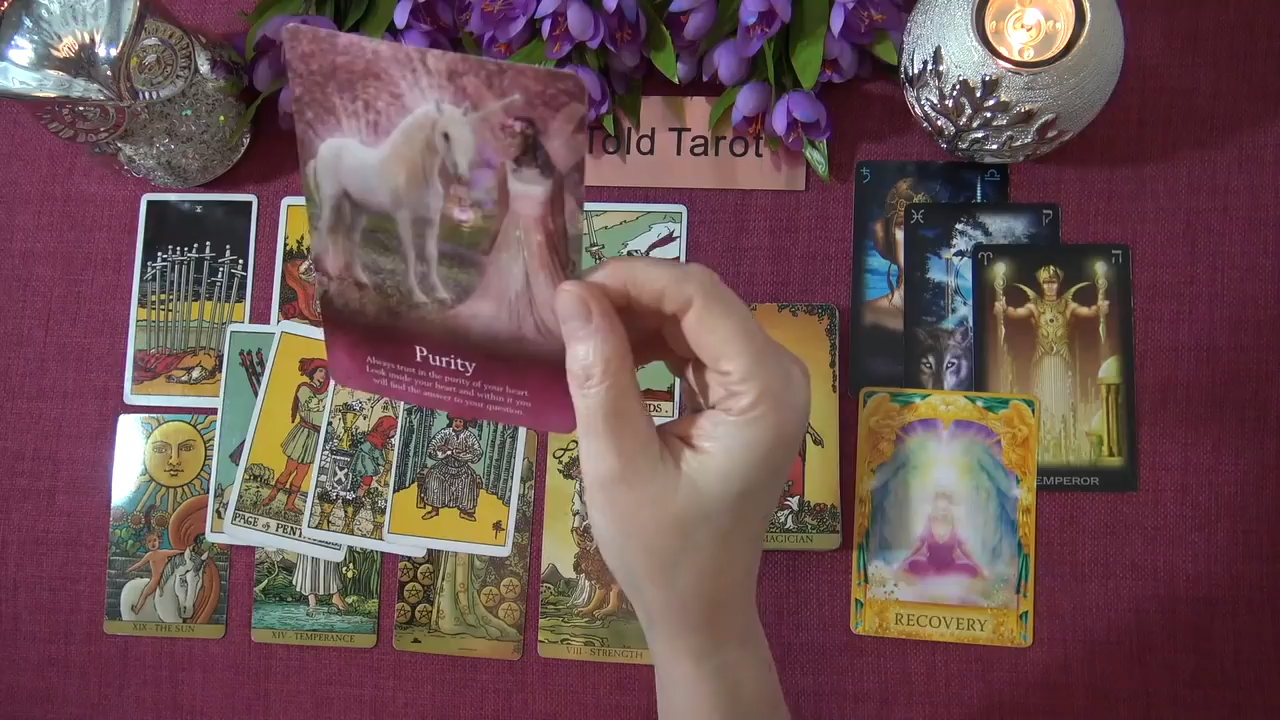 Told Tarot
X
Purity
Always trust in the purity of your heart.
Look inside your heart and within it you
will find the answer to your question.
RDS.
PAGE of PENT
MAGICIAN
EMPEROR
RECOVERY
XIX - THE SUN
XIV - TEMPERANCE
VIII - STRENGTH